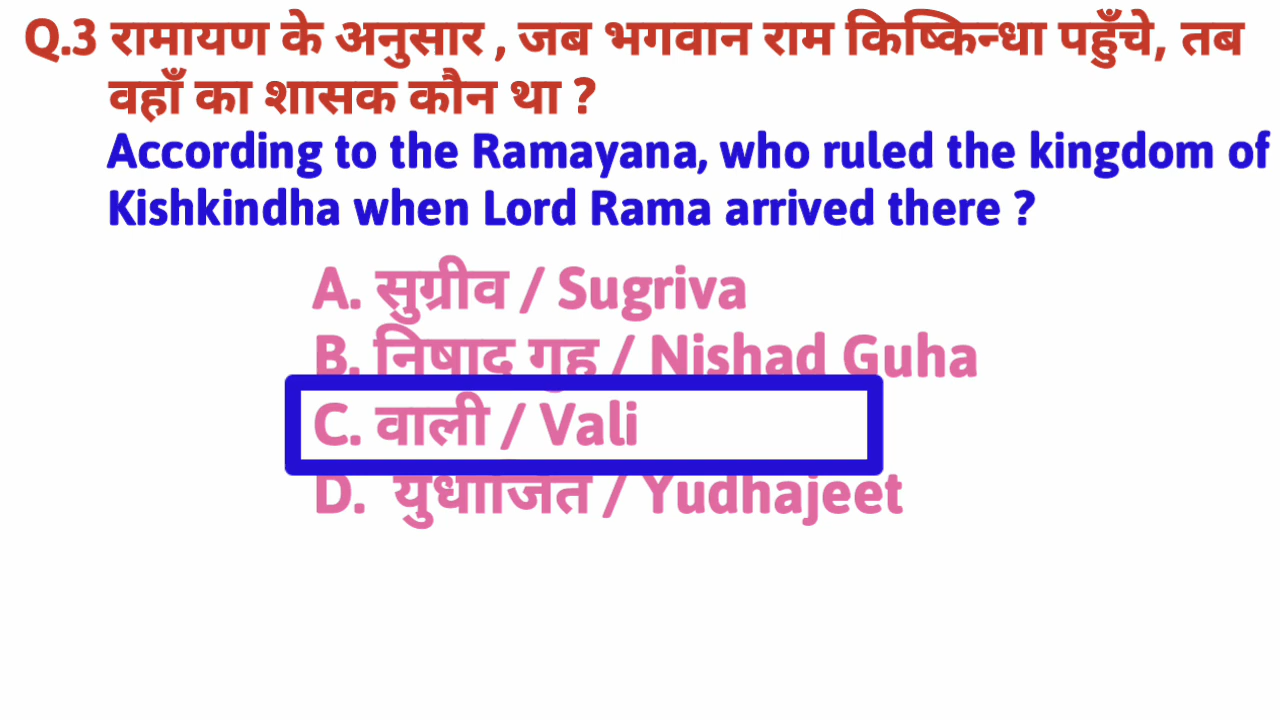 Q.3 रामायण के अनुसार , जब भगवान राम किष्किन्धा पहुँचे, तब
वहाँ का शासक कौन था ?
According to the Ramayana, who ruled the kingdom of
Kishkindha when Lord Rama arrived there ?
A. सुग्रीव / Sugriva
B. निषाद गुह / Nishad Guha
C. वाली / Vali
D. युधाजित / Yudhajeet